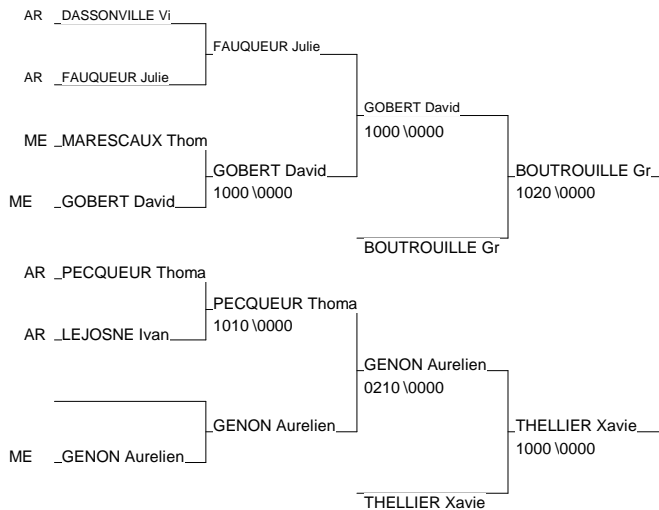 AR DASSONVILLE Vi
FAUQUEUR Julie
AR FAUQUEUR Julie
GOBERT David
1000 \0000
ME MARESCAUX Thom
GOBERT David
1000 \0000
BOUTROUILLE Gr
1020 \0000
ME GOBERT David
BOUTROUILLE Gr
AR PECQUEUR Thoma
PECQUEUR Thoma
1010 \0000
AR LEJOSNE Ivan
GENON Aurelien
0210 \0000
GENON Aurelien
THELLIER Xavie
1000 \0000
ME GENON Aurelien
THELLIER Xavie